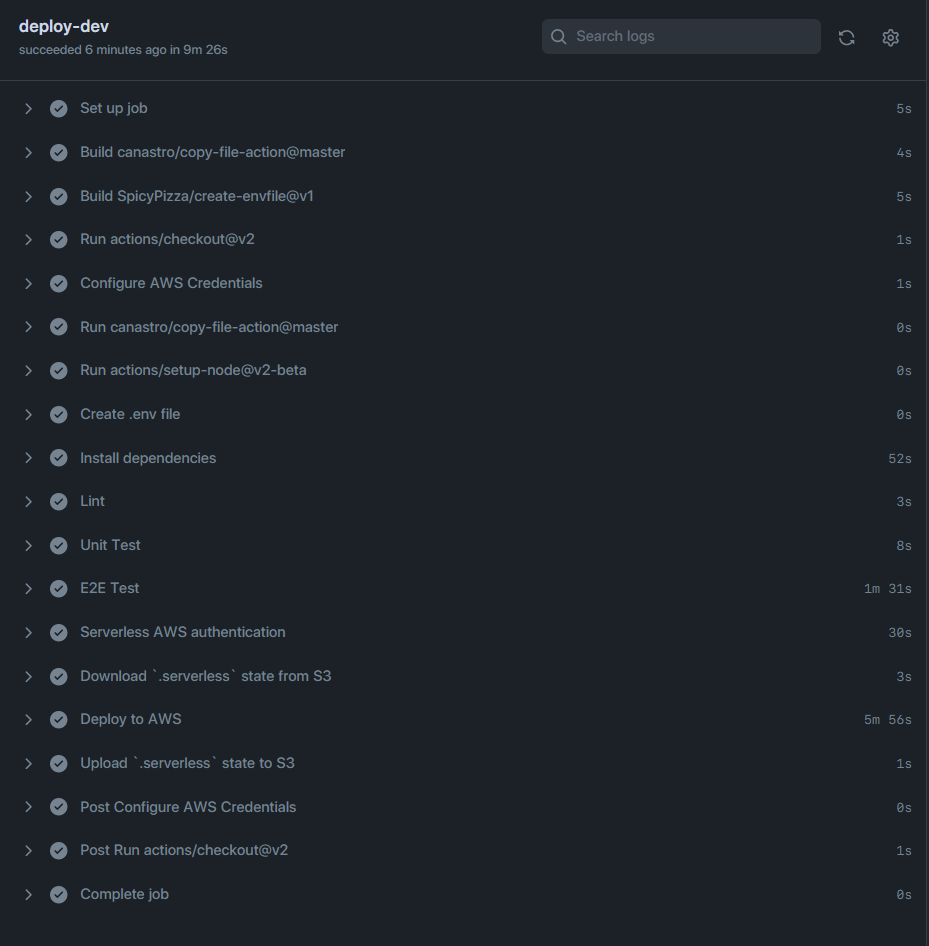 deploy-dev
succeeded 6 minutes ago in 9m 26s
Search logs
Set up job 5s
Build canastro/copy-file-action@master 4s
Build SpicyPizza/create-envfile@v1 5s
Run actions/checkout@v2 1s
Configure AWS Credentials 1s
Run canastro/copy-file-action@master 0s
Run actions/setup-node@v2-beta 0s
Create .env file 0s
Install dependencies 52s
Lint 3s
Unit Test 8s
E2E Test 1m 31s
Serverless AWS authentication 30s
Download `.serverless` state from S3 3s
Deploy to AWS 5m 56s
Upload `.serverless` state to S3 1s
Post Configure AWS Credentials 0s
Post Run actions/checkout@v2 1s
Complete job 0s